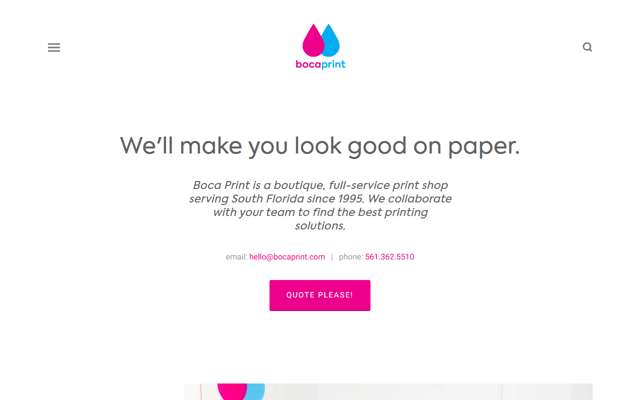 bocaprint
We'll make you look good on paper.
Boca Print is a boutique, full-service print shop
serving South Florida since 1995. We collaborate
with your team to find the best printing
solutions.
email: hello@bocaprint.com | phone: 561.362.5510
QUOTE PLEASE!